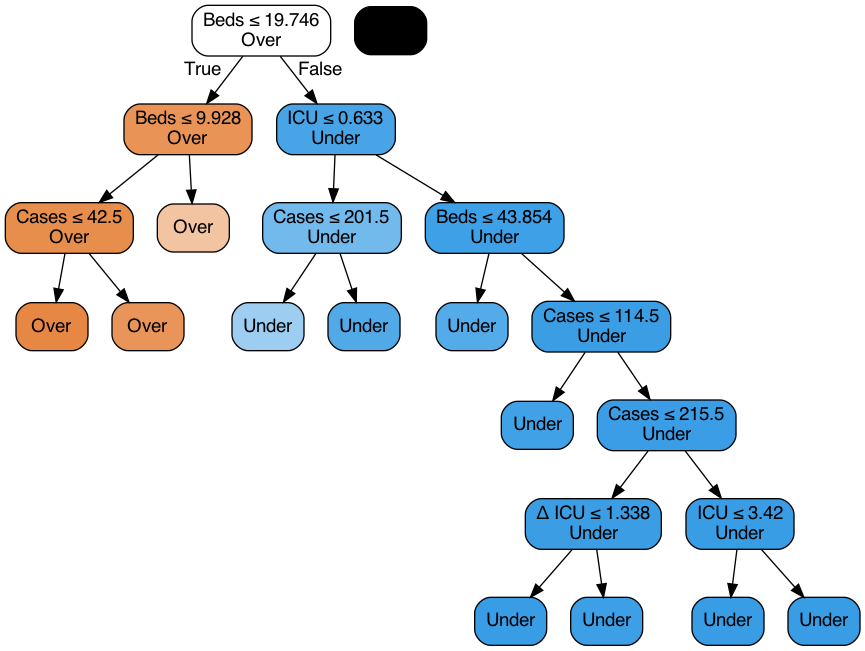 Beds ≤ 19.746
Over
True
False
Beds ≤ 9.928
Over
ICU ≤ 0.633
Under
Cases ≤ 42.5
Over
Over
Cases ≤ 201.5
Under
Beds ≤ 43.854
Under
Over
Over
Under
Under
Under
Cases ≤ 114.5
Under
Under
Cases ≤ 215.5
Under
Δ ICU ≤ 1.338
Under
ICU ≤ 3.42
Under
Under
Under
Under
Under